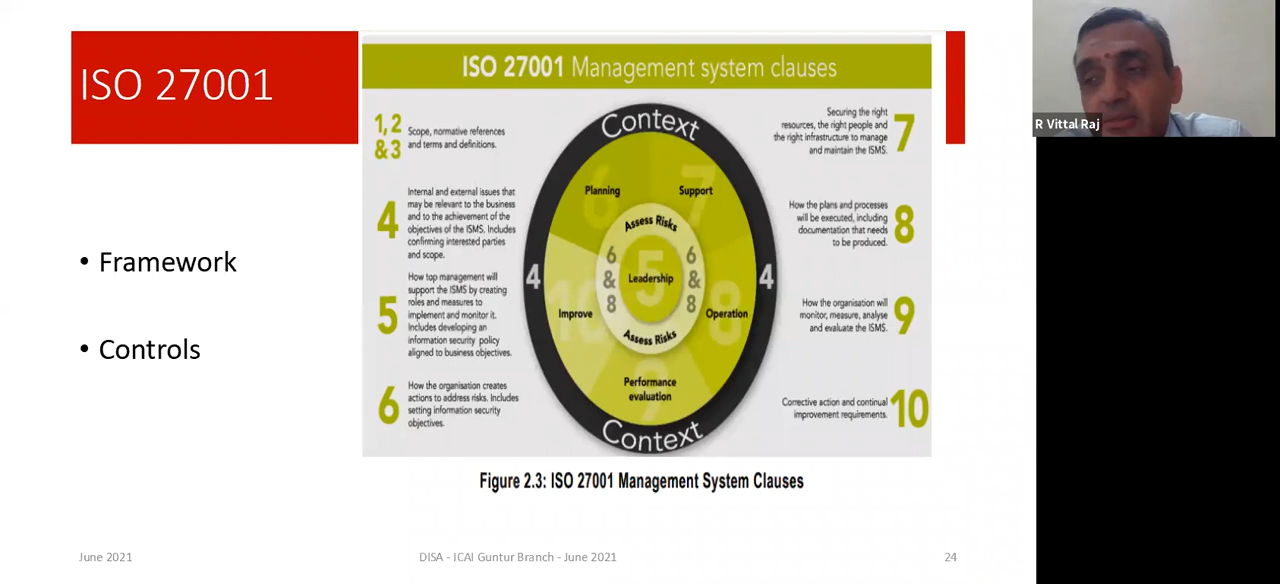 ISO 27001
• Framework
• Controls
ISO 27001 Management system clauses
1, 2
& 3
Scope, normative references
and terms and definitions.
4
Internal and external issues that
may be relevant to the business
and to the achievement of the
objectives of the ISMS. Includes
confirming interested parties
and scope.
5
How top management will
support the ISMS by creating
roles and measures to
implement and monitor it.
Includes developing an
information security policy
aligned to business objectives.
6
How the organisation creates
actions to address risks. Includes
setting information security
objectives.
Context
6
7
Planning
Support
Assess Risks
6
&
8
5
Leadership
6
&
8
4
4
10
8
Improve
Operation
Assess Risks
Performance
evaluation
9
Context
Securing the right
resources, the right people and
the right infrastructure to manage
and maintain the ISMS.
7
How the plans and processes
will be executed, including
documentation that needs
to be produced.
8
How the organisation will
monitor, measure, analyse
and evaluate the ISMS.
9
Corrective action and continual
improvement requirements.
10
Figure 2.3: ISO 27001 Management System Clauses
June 2021
DISA - ICAI Guntur Branch - June 2021
24
R Vittal Raj